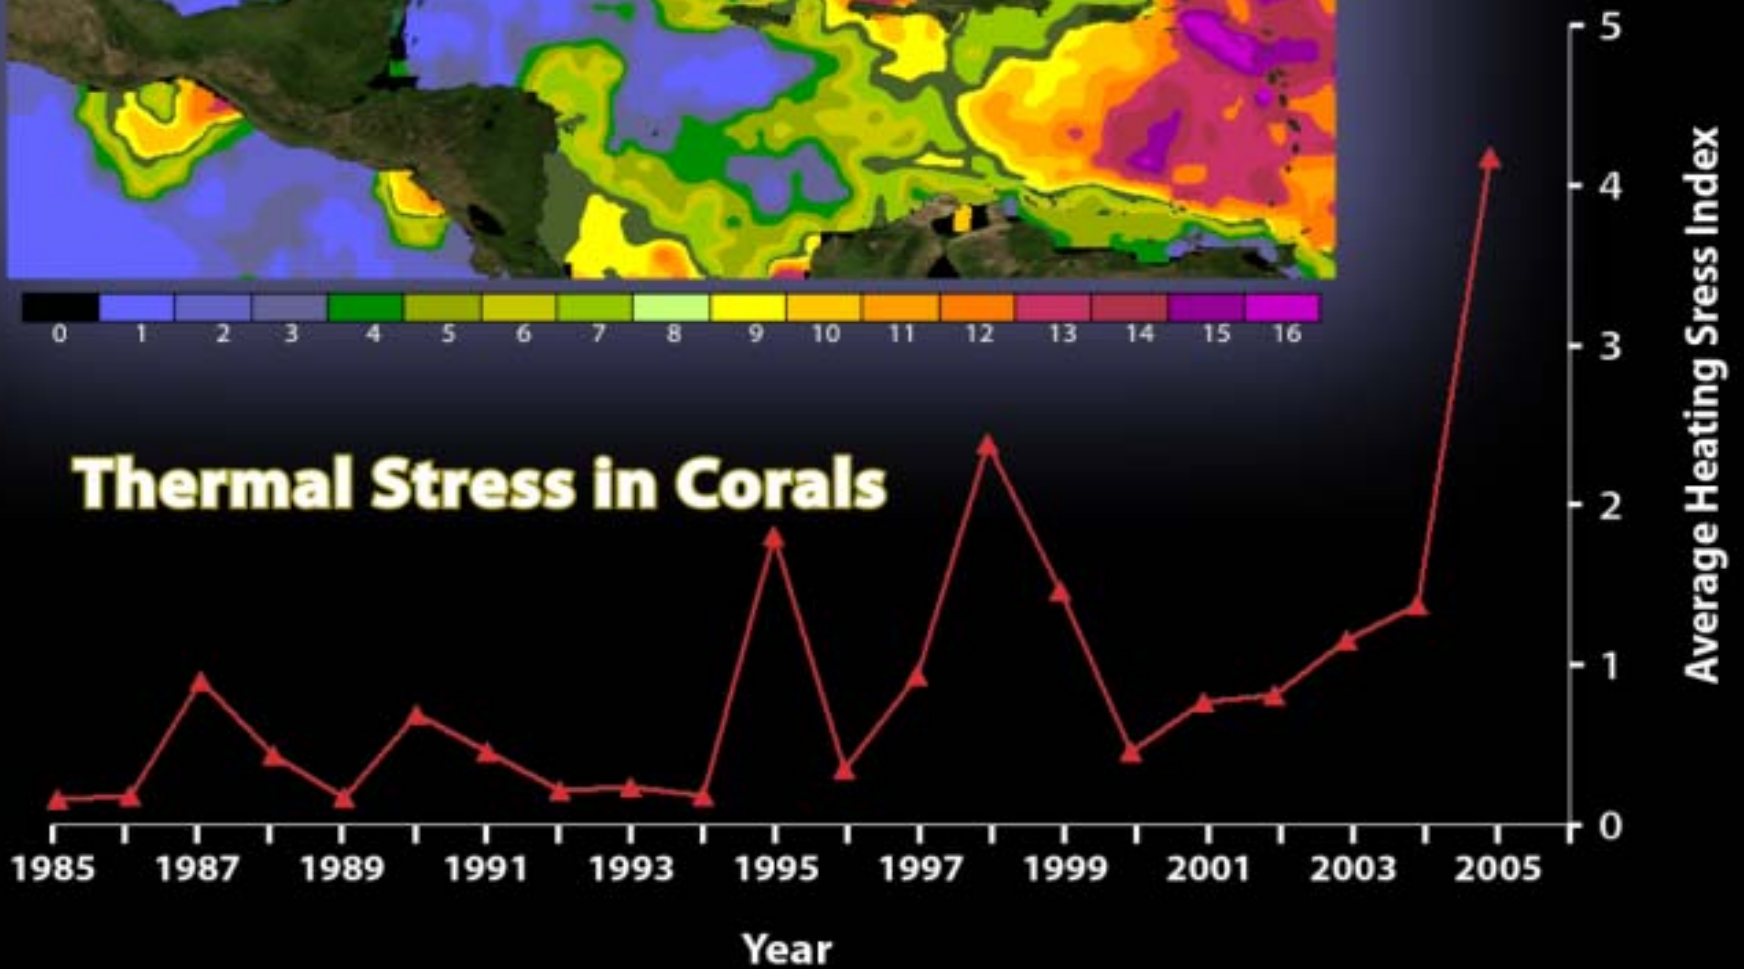 0 1 2 3 4 5 6 7 8 9 10 11 12 13 14 15 16
Thermal Stress in Corals
5
4
3
2
1
0
Average Heating Sress Index
1985 1987 1989 1991 1993 1995 1997 1999 2001 2003 2005
Year